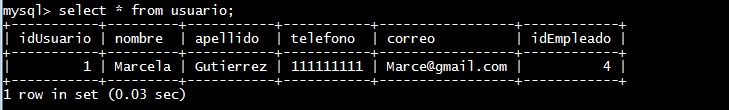 mysql> select * from usuario;
+-----------+---------+-----------+-----------+-----------------+------------+
| idUsuario | nombre | apellido | telefono | correo | idEmpleado |
+-----------+---------+-----------+-----------+-----------------+------------+
| 1 | Marcela | Gutierrez | 111111111 | Marce@gmail.com | 4 |
+-----------+---------+-----------+-----------+-----------------+------------+
1 row in set (0.03 sec)